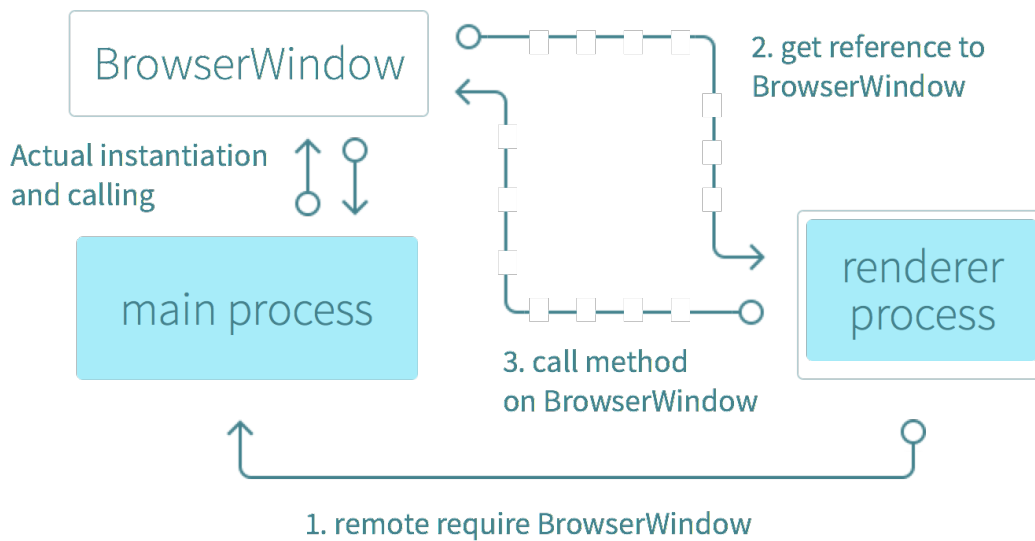 BrowserWindow
2. get reference to
BrowserWindow
Actual instantiation
and calling
main process
renderer
process
3. call method
on BrowserWindow
1. remote require BrowserWindow